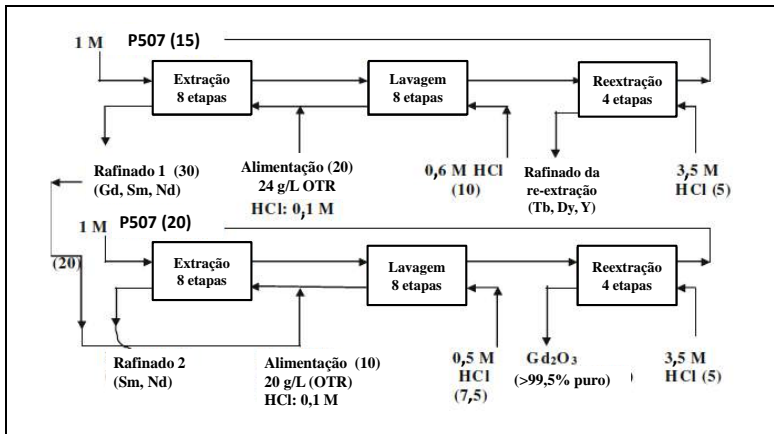 P507 (15)
1 M
Extração
8 etapas
Lavagem
8 etapas
Reextração
4 etapas
Rafinado 1 (30)
(Gd, Sm, Nd)
Alimentação (20)
24 g/L OTR
HCl: 0,1 M
0,6 M HCl
(10)
Rafinado da
re-extração
(Tb, Dy, Y)
3,5 M
HCl (5)
P507 (20)
1 M
(20)
Extração
8 etapas
Lavagem
8 etapas
Reextração
4 etapas
Rafinado 2
(Sm, Nd)
Alimentação (10)
20 g/L (OTR)
HCl: 0,1 M
0,5 M
HCl
(7,5)
Gd₂O₃
(>99,5% puro) )
3,5 M
HCl (5)